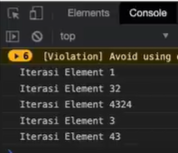 Elements Console
top
6 [Violation] Avoid using
Iterasi Element 1
Iterasi Element 32
Iterasi Element 4324
Iterasi Element 3
Iterasi Element 43